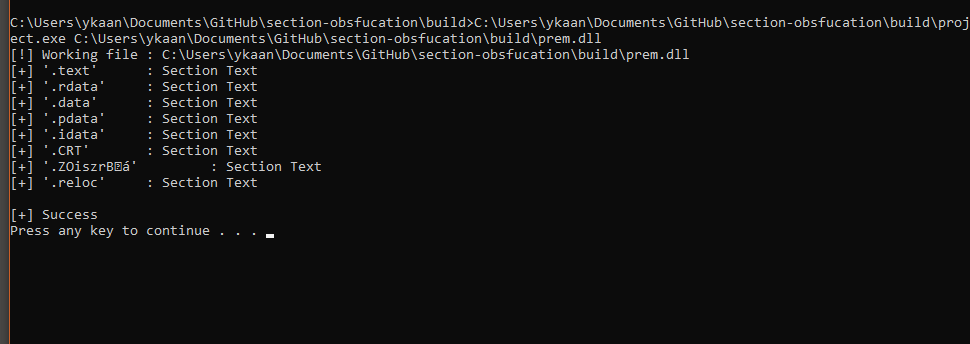 C:\Users\ykaan\Documents\GitHub\section-obsfucation\build>C:\Users\ykaan\Documents\GitHub\section-obsfucation\build\proj
ect.exe C:\Users\ykaan\Documents\GitHub\section-obsfucation\build\prem.dll
[!] Working file : C:\Users\ykaan\Documents\GitHub\section-obsfucation\build\prem.dll
[+] '.text'      : Section Text
[+] '.rdata'     : Section Text
[+] '.data'      : Section Text
[+] '.pdata'     : Section Text
[+] '.idata'     : Section Text
[+] '.CRT'       : Section Text
[+] '.ZOiszrB⍰á'         : Section Text
[+] '.reloc'     : Section Text
[+] Success
Press any key to continue . . .